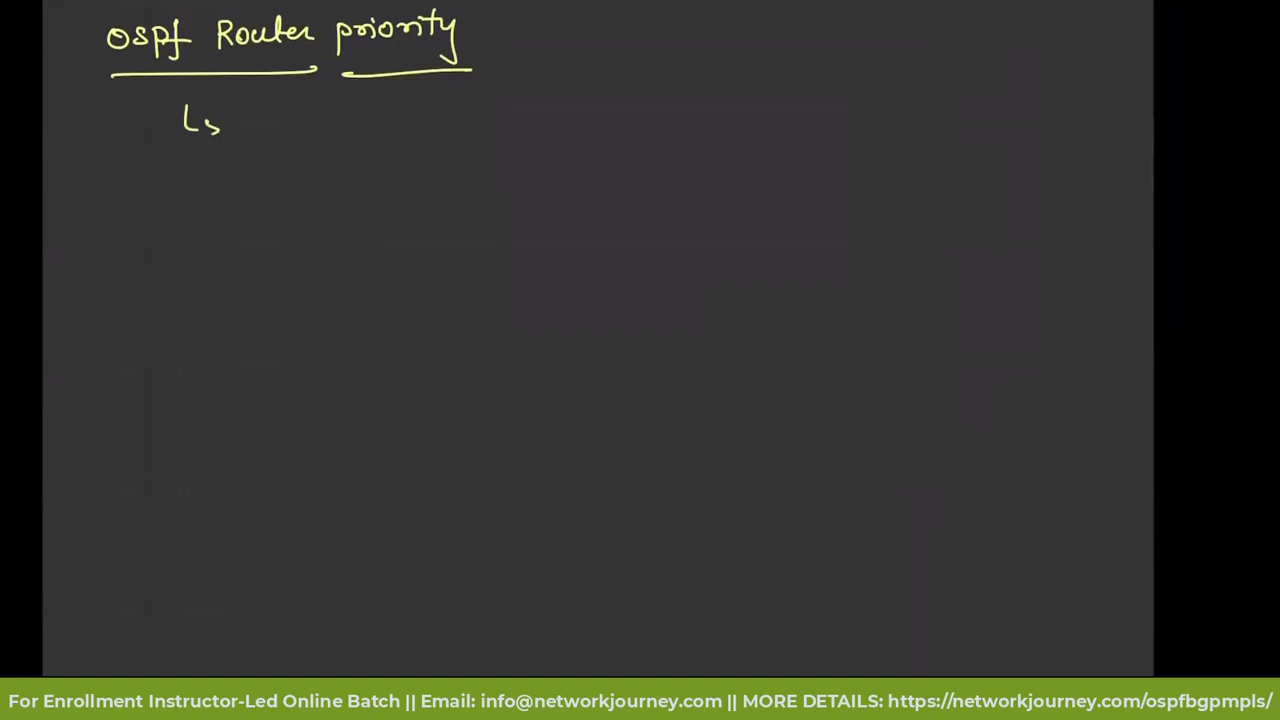 ospf Router priority
For Enrollment Instructor-Led Online Batch || Email: info@networkjourney.com || MORE DETAILS: https://networkjourney.com/ospfbgpmpls/